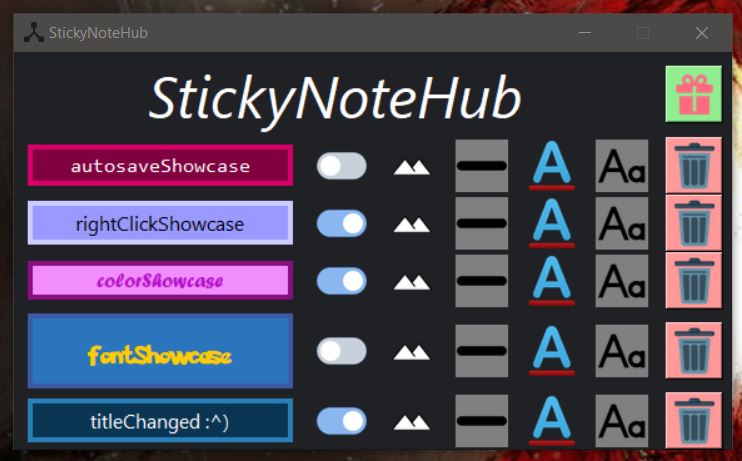 StickyNoteHub
StickyNoteHub
autosaveShowcase
A Aa
rightClickShowcase
A Aa
colorShowcase
A Aa
fontShowcase
A Aa
titleChanged :^)
A Aa